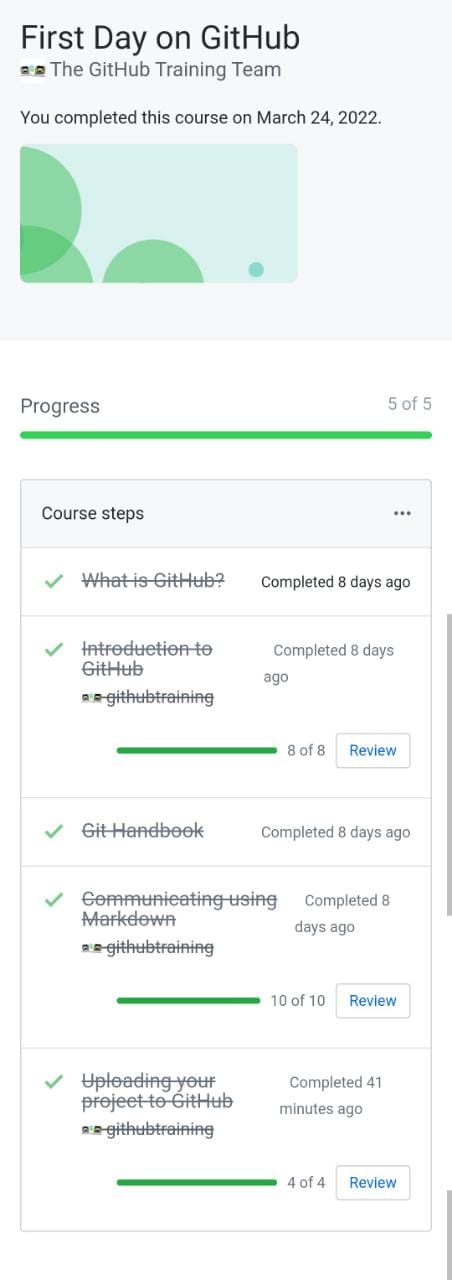 First Day on GitHub
The GitHub Training Team
You completed this course on March 24, 2022.
Progress
5 of 5
Course steps
...
What is GitHub?
Completed 8 days ago
Introduction to
GitHub
Completed 8 days
ago
githubtraining
8 of 8
Review
Git Handbook
Completed 8 days ago
Communicating using
Markdown
Completed 8
days ago
githubtraining
10 of 10
Review
Uploading your
project to GitHub
Completed 41
minutes ago
githubtraining
4 of 4
Review